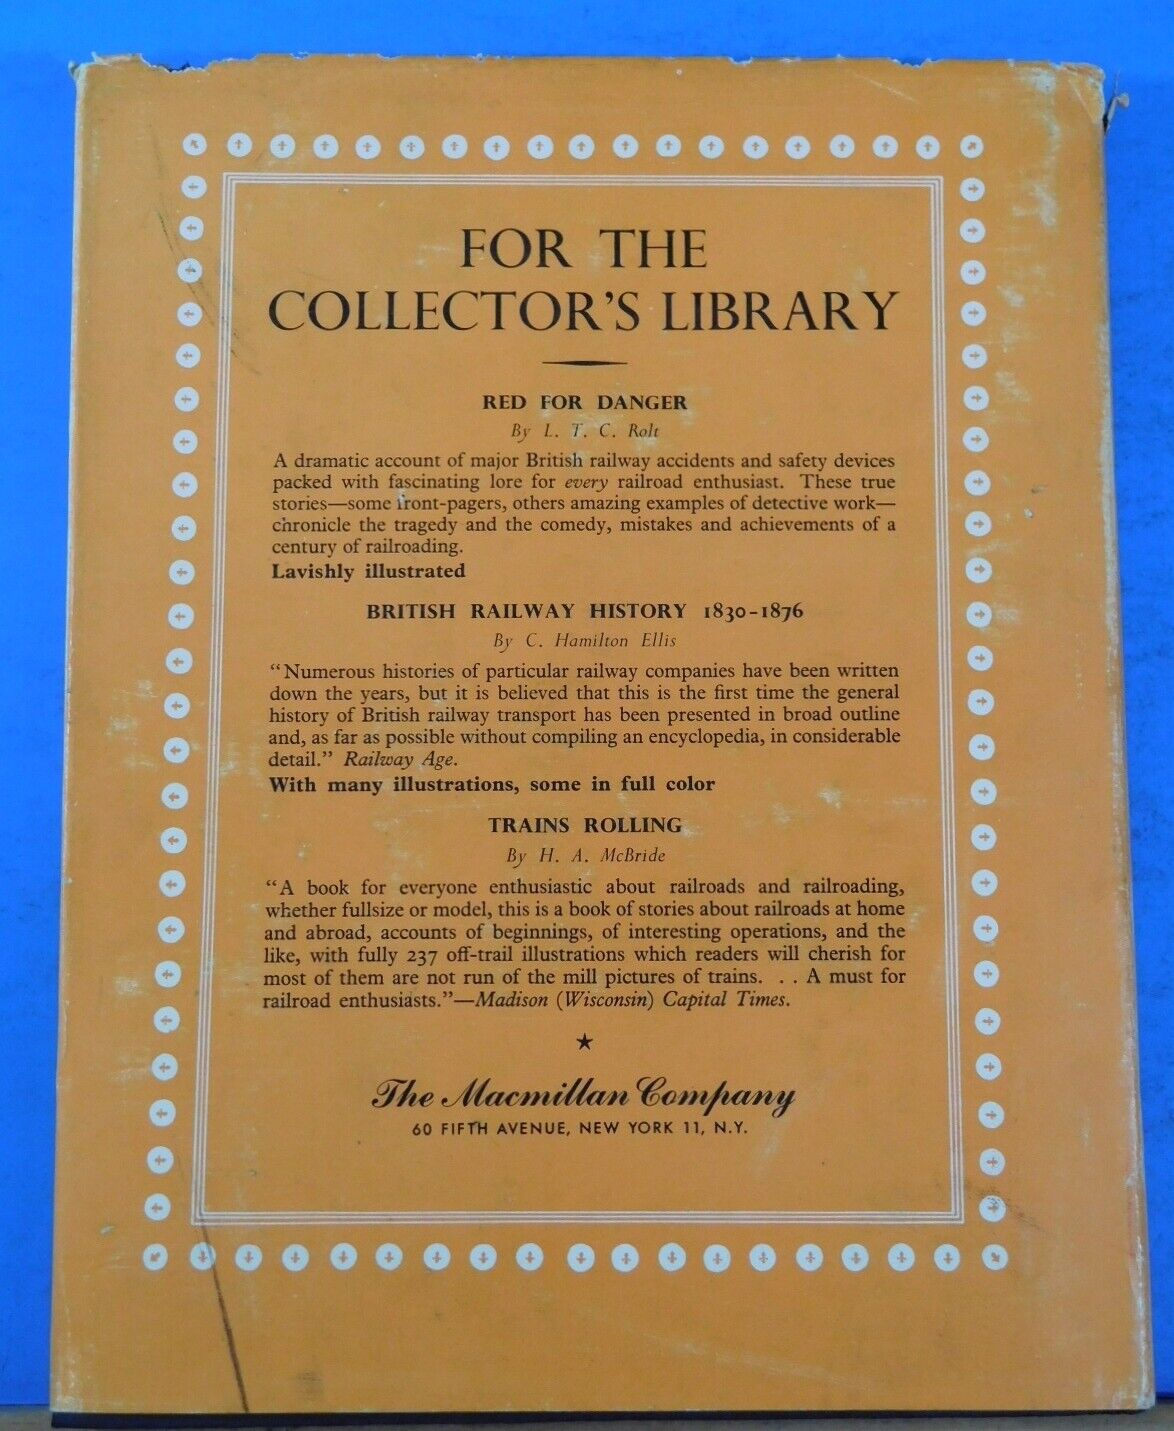 FOR THE
COLLECTOR'S LIBRARY
RED FOR DANGER
By L. T. C. Rolt
A dramatic account of major British railway accidents and safety devices
packed with fascinating lore for every railroad enthusiast. These true
stories—some front-pagers, others amazing examples of detective work—
chronicle the tragedy and the comedy, mistakes and achievements of a
century of railroading.
Lavishly illustrated
BRITISH RAILWAY HISTORY 1830-1876
By C. Hamilton Ellis
"Numerous histories of particular railway companies have been written
down the years, but it is believed that this is the first time the general
history of British railway transport has been presented in broad outline
and, as far as possible without compiling an encyclopedia, in considerable
detail." Railway Age.
With many illustrations, some in full color
TRAINS ROLLING
By H. A. McBride
"A book for everyone enthusiastic about railroads and railroading,
whether fullsize or model, this is a book of stories about railroads at home
and abroad, accounts of beginnings, of interesting operations, and the
like, with fully 237 off-trail illustrations which readers will cherish for
most of them are not run of the mill pictures of trains. . . A must for
railroad enthusiasts."—Madison (Wisconsin) Capital Times.
The Macmillan Company
60 FIFTH AVENUE, NEW YORK 11, N.Y.